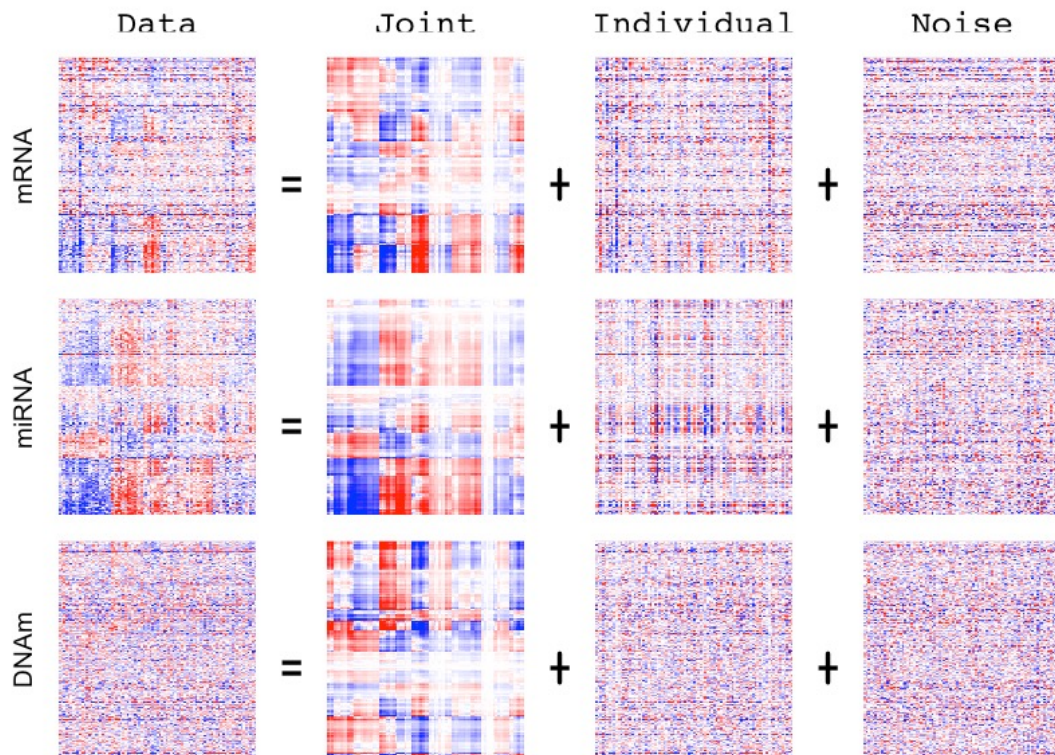 Data Joint Individual Noise
mRNA = + +
miRNA = + +
DNAm = + +